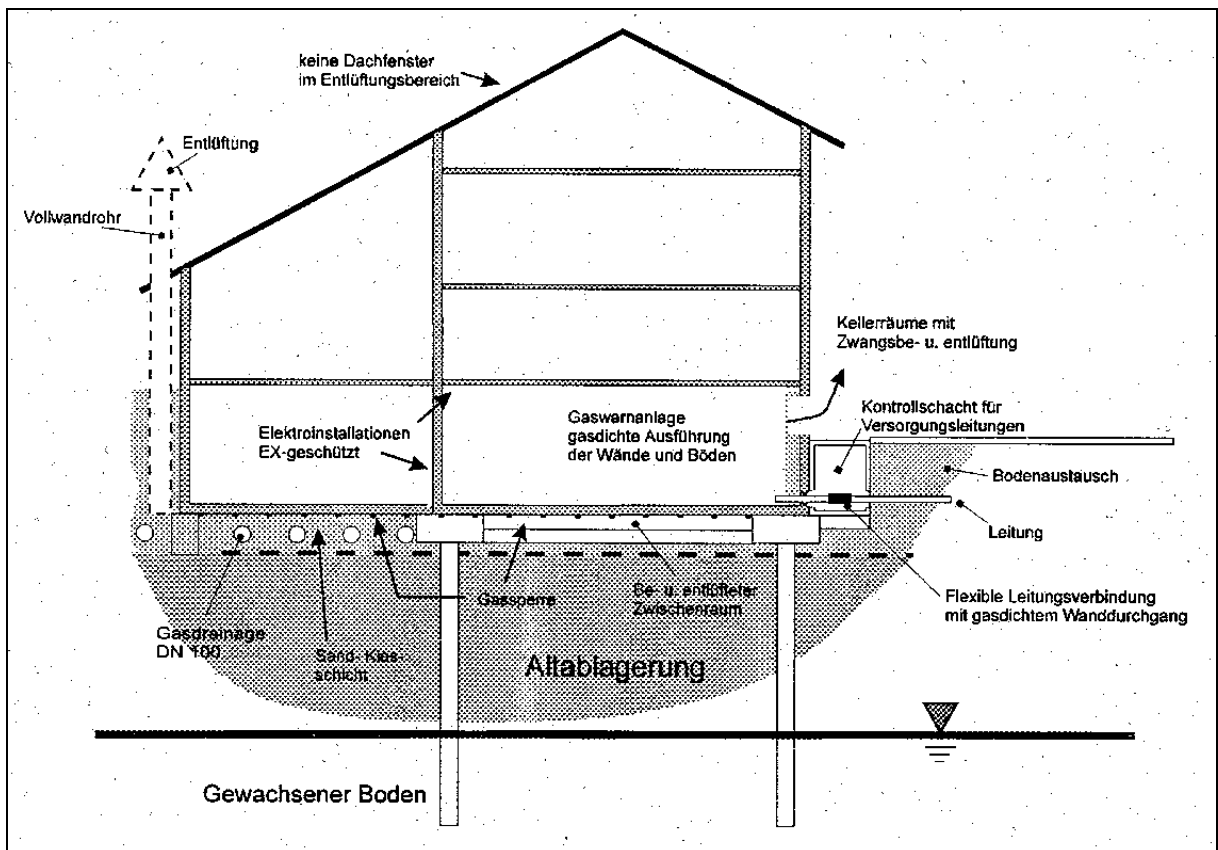 keine Dachfenster
im Entlüftungsbereich
Entlüftung
Vollwandrohr
Kellerräume mit
Zwangsbe- u. entlüftung
Kontrollschacht für
Versorgungsleitungen
Elektroinstallationen
EX-geschützt
Gaswarnanlage
gasdichte Ausführung
der Wände und Böden
Bodenaustausch
Leitung
Gassperre
Be- u. entlüfteter
Zwischenraum
Flexible Leitungsverbindung
mit gasdichtem Wanddurchgang
Gasdrainage
DN 100
Sand- Kies-
schicht
Altablagerung
Gewachsener Boden